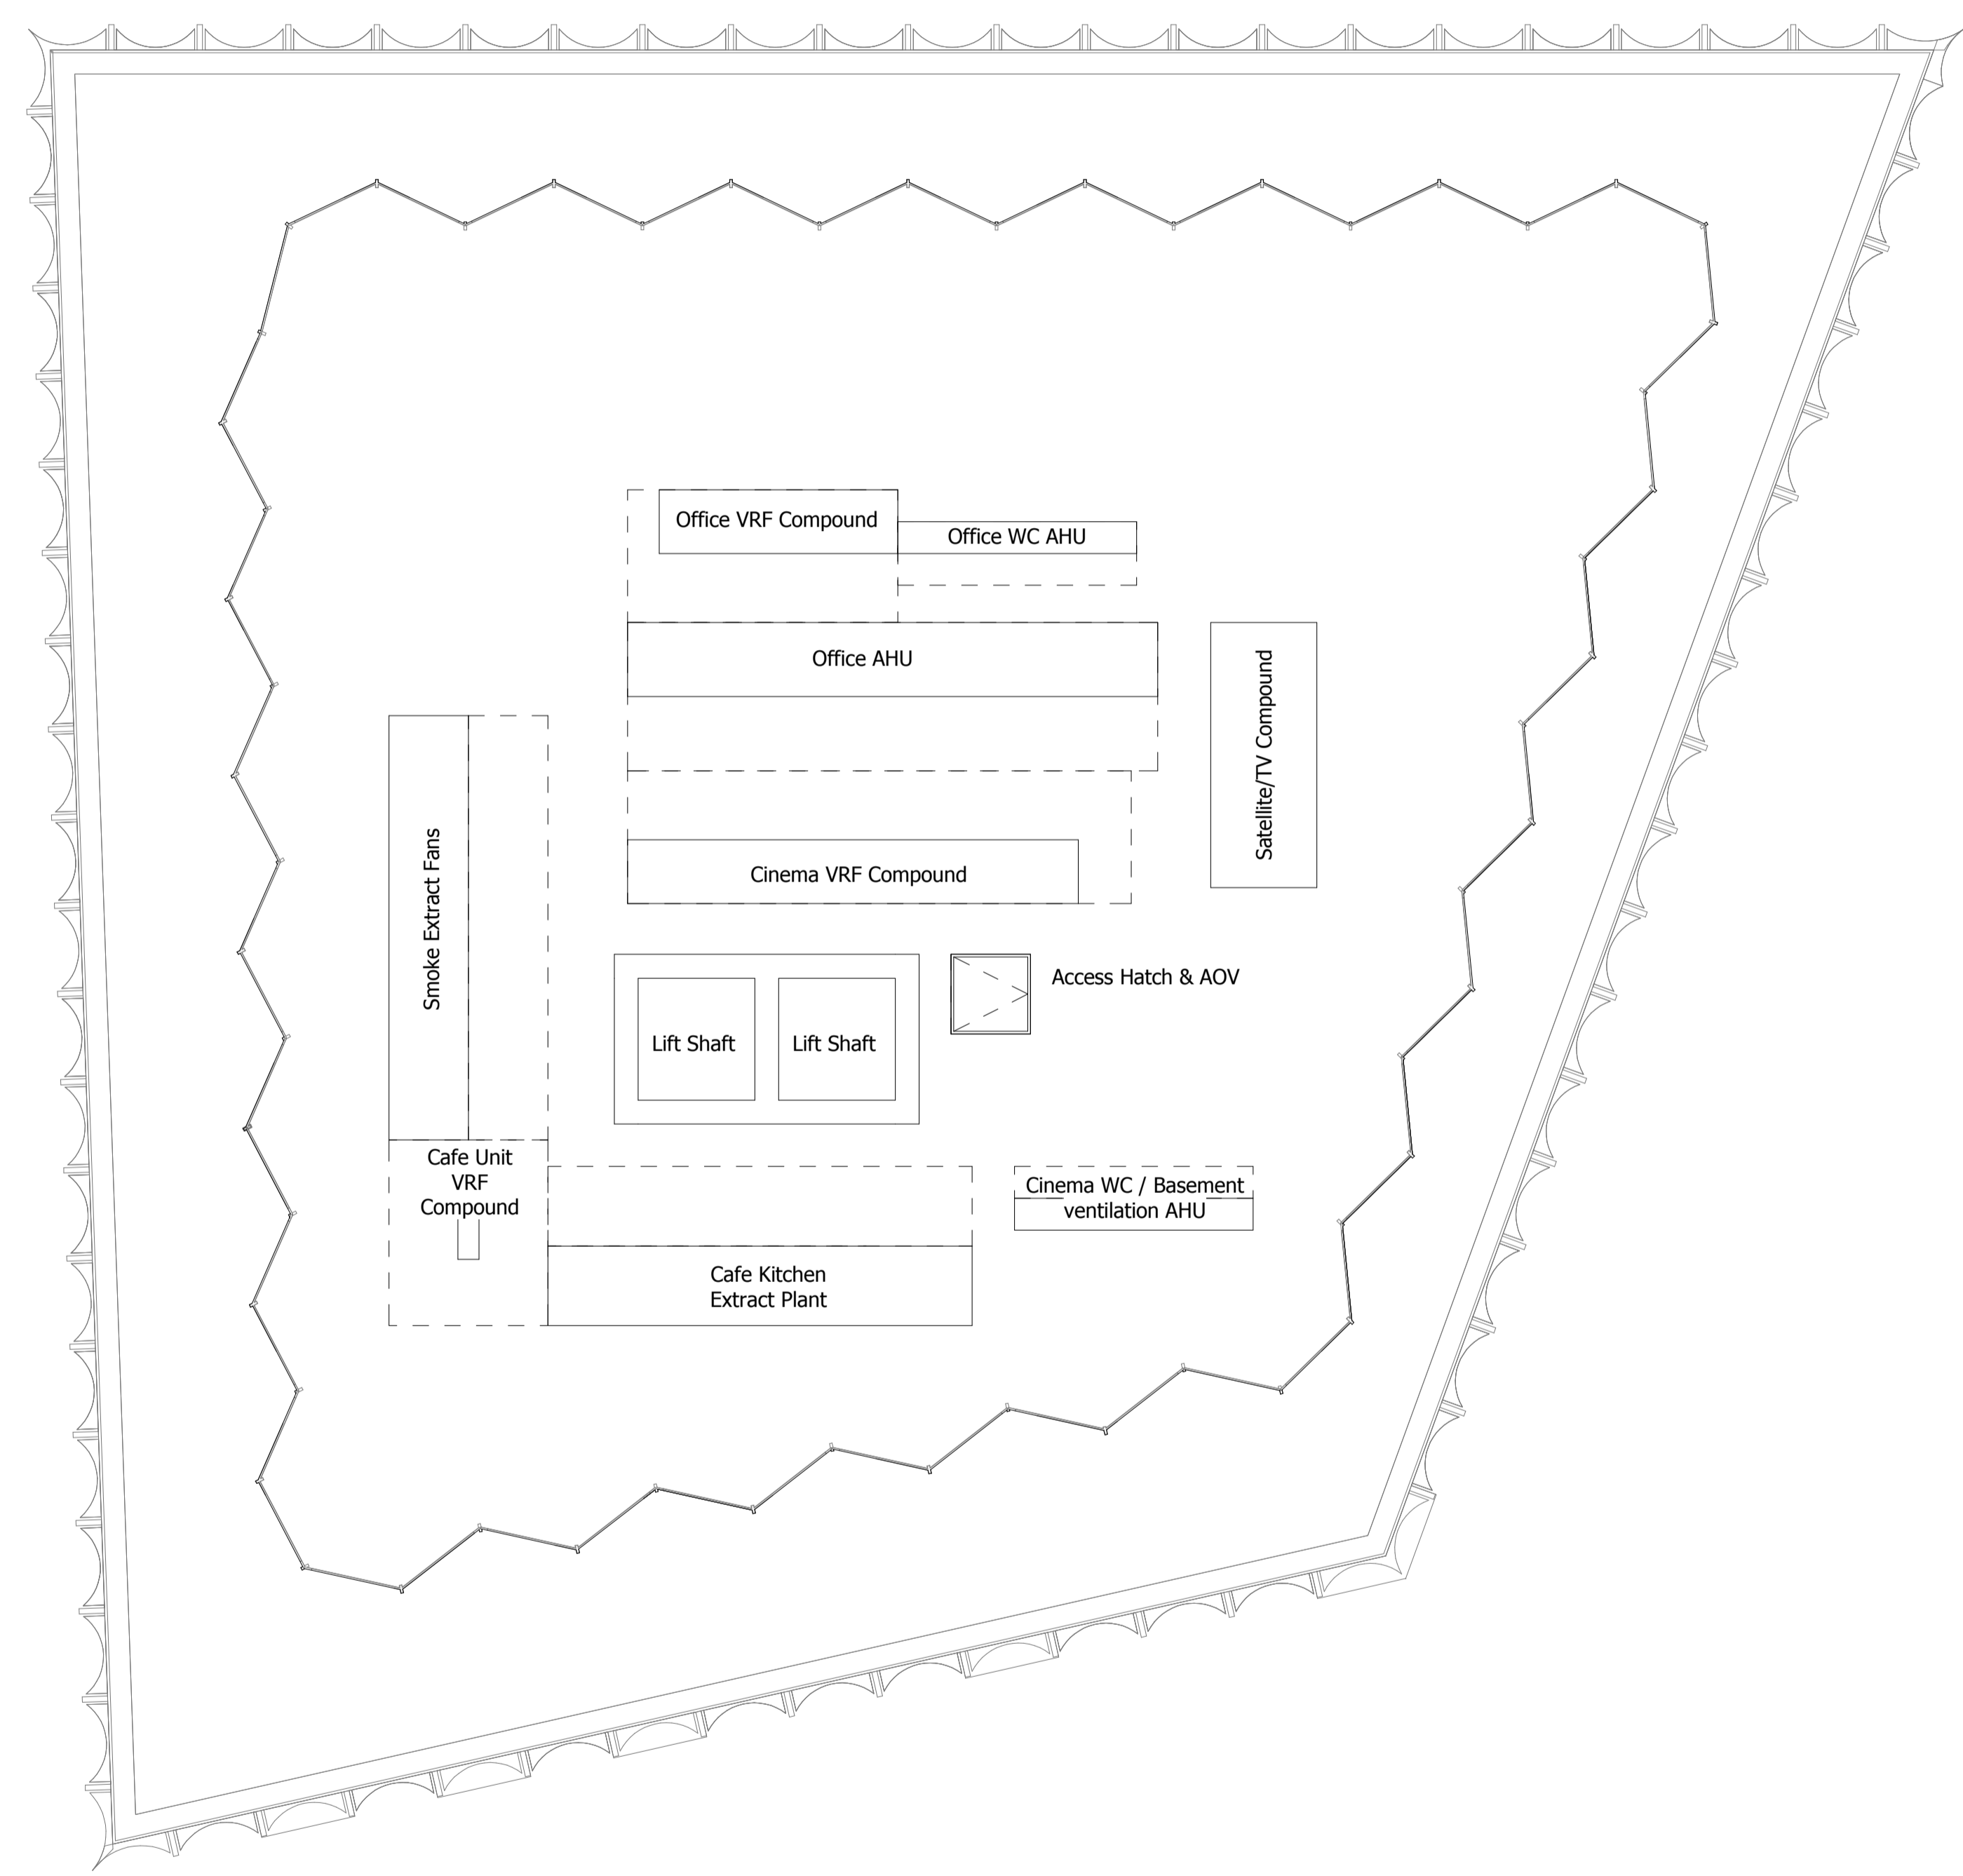 Office VRF Compound
Office WC AHU
Office AHU
Satellite/TV Compound
Smoke Extract Fans
Cinema VRF Compound
Access Hatch & AOV
Lift Shaft
Lift Shaft
Cafe Unit
VRF
Compound
Cinema WC / Basement
ventilation AHU
Cafe Kitchen
Extract Plant